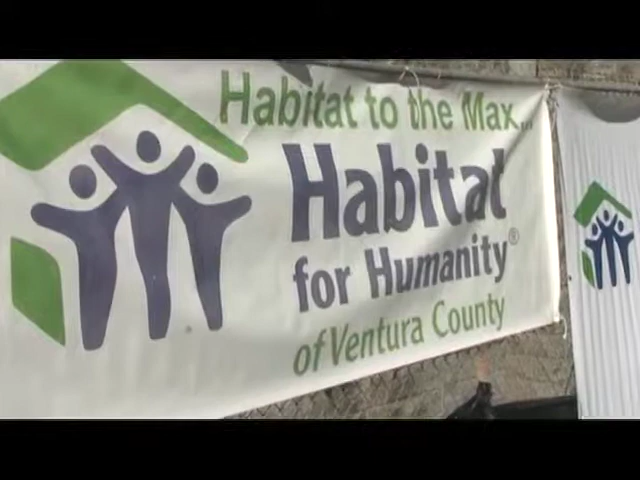 Habitat to the Max...
Habitat
for Humanity®
of Ventura County